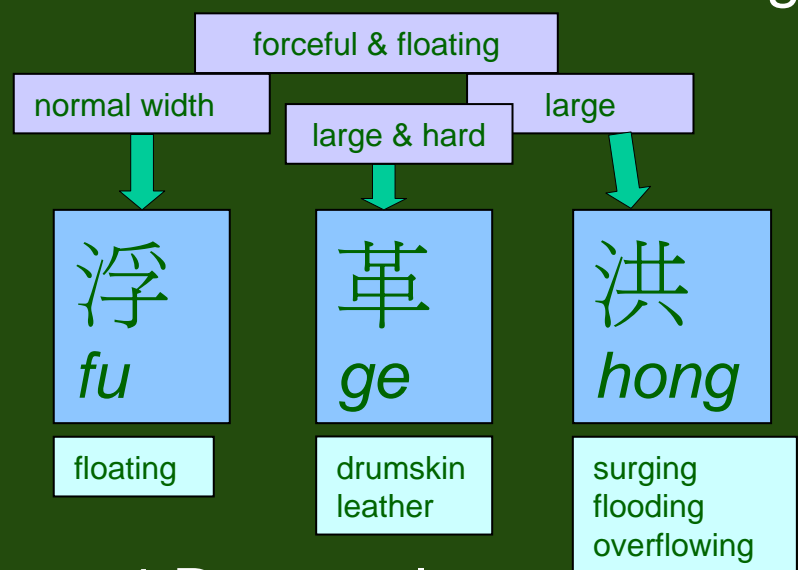 forceful & floating
normal width
large & hard
large
浮
fu
革
ge
洪
hong
floating
drumskin
leather
surging
flooding
overflowing